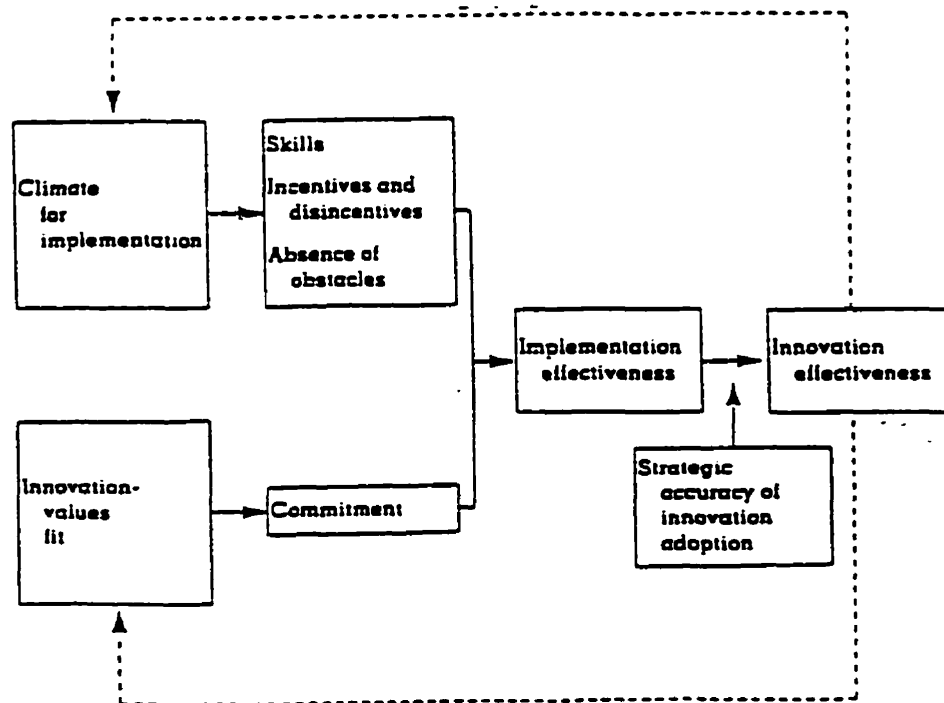 Climate
for
implementation
Skills
Incentives and
disincentives
Absence of
obstacles
Implementation
effectiveness
Innovation
effectiveness
Innovation-
values
fit
Commitment
Strategic
accuracy of
innovation
adoption